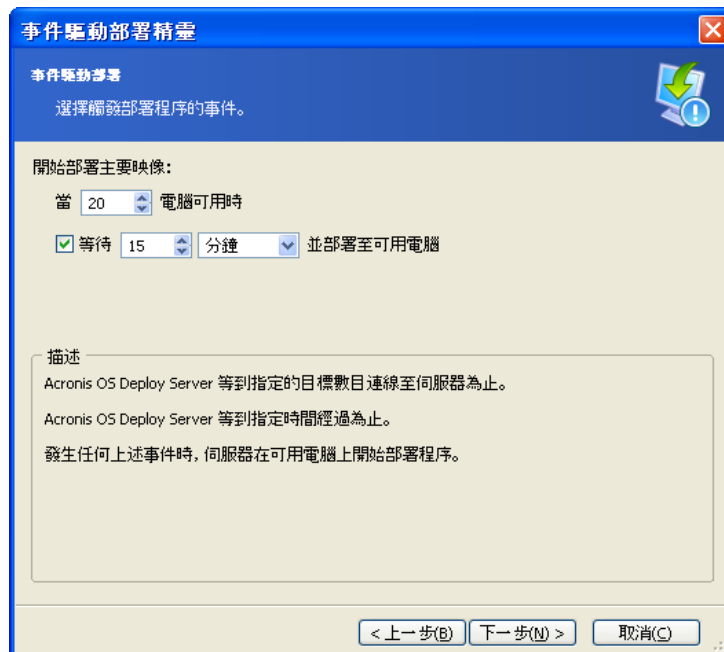 事件驅動部署精靈
事件驅動部署
選擇觸發部署程序的事件。
開始部署主要映像:
當 20 電腦可用時
等待 15 分鐘 並部署至可用電腦
描述
Acronis OS Deploy Server 等到指定的目標數目連線至伺服器為止。
Acronis OS Deploy Server 等到指定時間經過為止。
發生任何上述事件時, 伺服器在可用電腦上開始部署程序。
< 上一步(B) 下一步(N) > 取消(C)